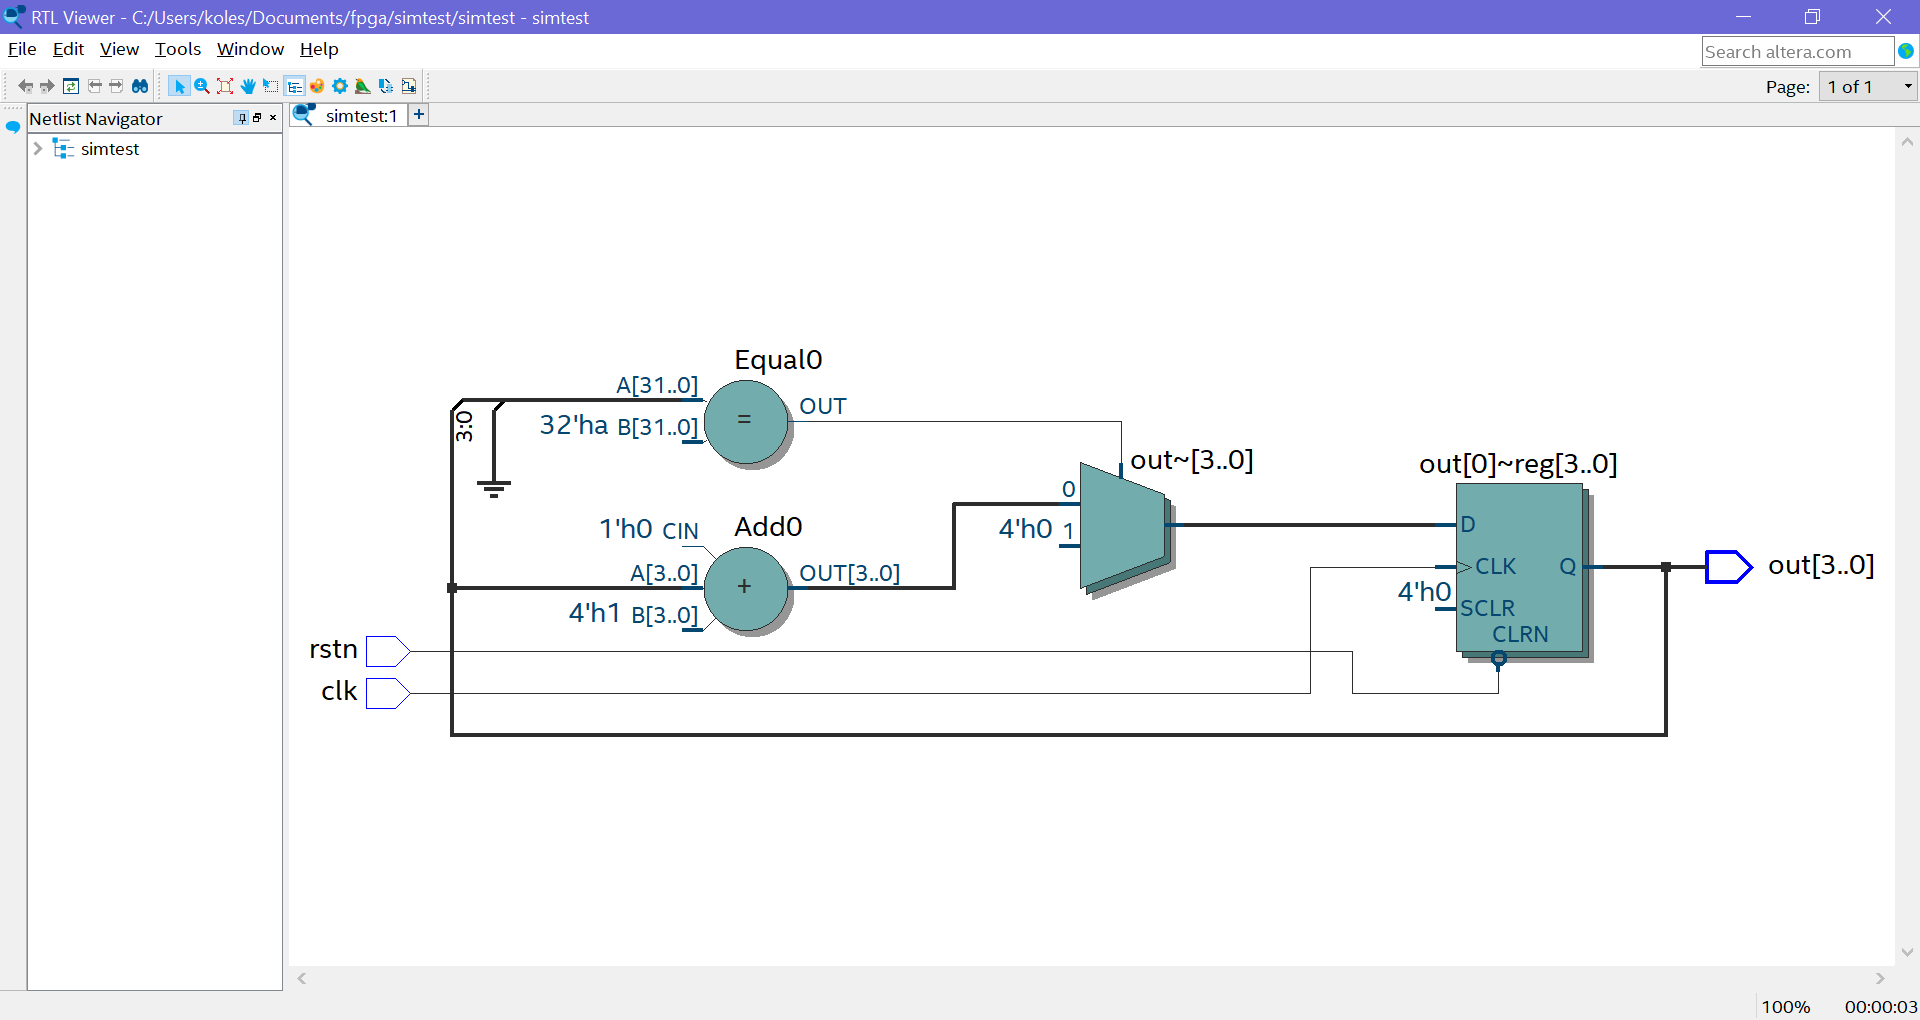 RTL Viewer - C:/Users/koles/Documents/fpga/simtest/simtest - simtest
File Edit View Tools Window Help
Search altera.com
Page: 1 of 1
Netlist Navigator
simtest
simtest:1 +
Equal0
A[31..0]
32'ha B[31..0]
=
OUT
3:0
out~[3..0]
0
4'h0 1
Add0
1'h0 CIN
A[3..0]
4'h1 B[3..0]
+
OUT[3..0]
out[0]~reg[3..0]
D
CLK
Q
4'h0 SCLR
CLRN
out[3..0]
rstn
clk
100% 00:00:03